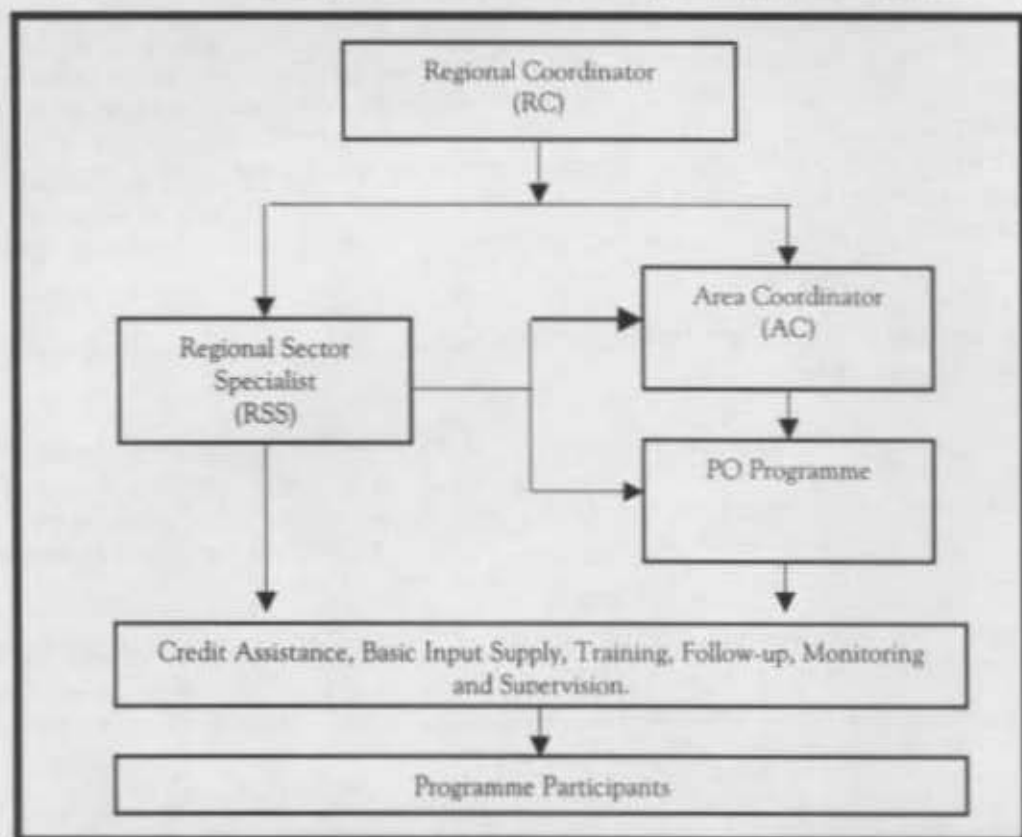 Regional Coordinator
(RC)
Area Coordinator
(AC)
Regional Sector
Specialist
(RSS)
PO Programme
Credit Assistance, Basic Input Supply, Training, Follow-up, Monitoring
and Supervision.
Programme Participants